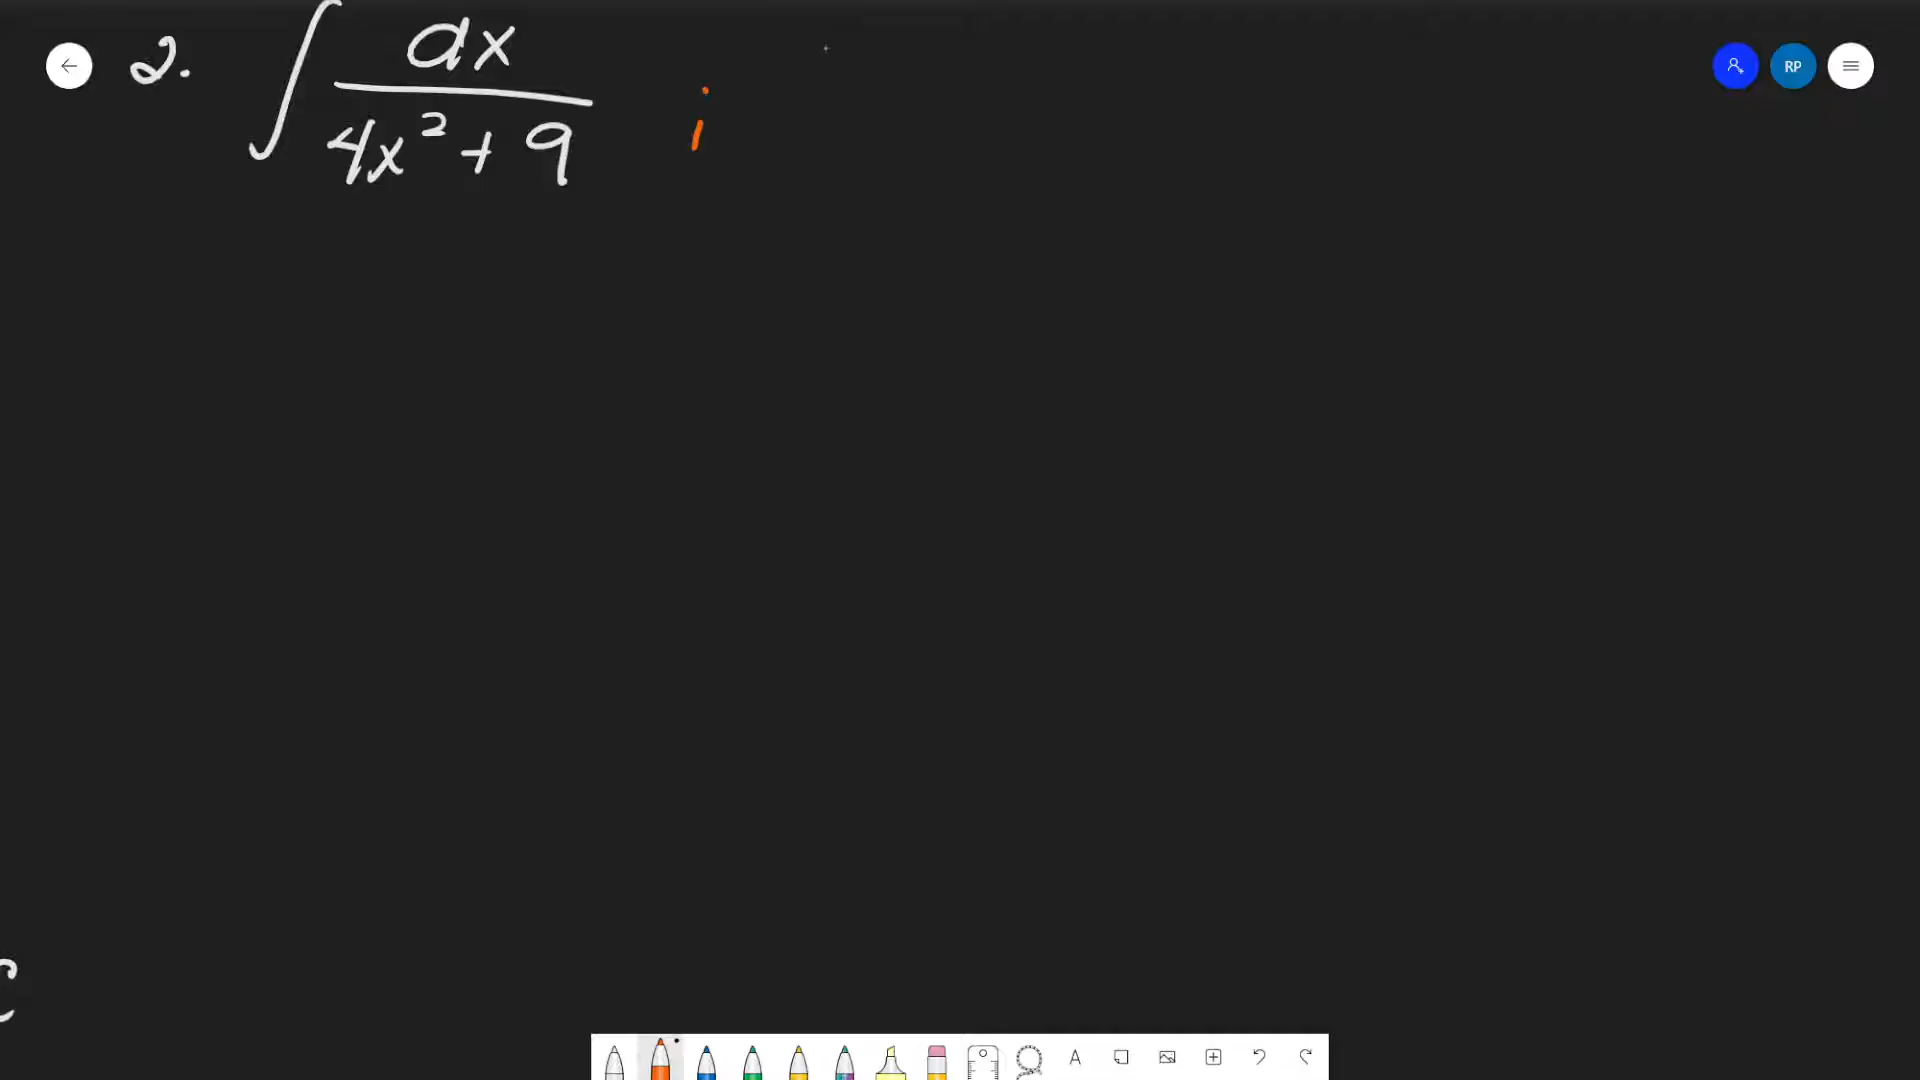 2. ∫ dx / (4x² + 9) i
RP